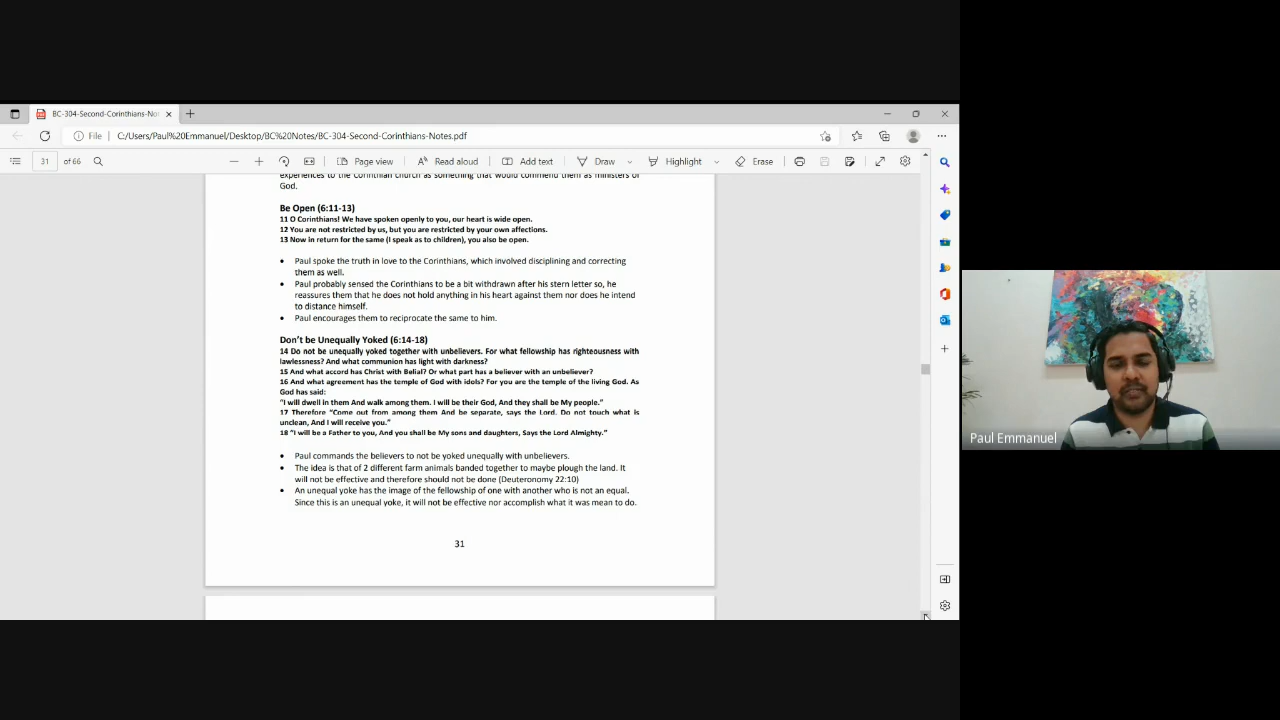 BC-304-Second-Corinthians-No
File
C:/Users/Paul%20Emmanuel/Desktop/BC%20Notes/BC-304-Second-Corinthians-Notes.pdf
31 of 66
Page view
Read aloud
Add text
Draw
Highlight
Erase
experiences to the Corinthian church as something that would commend them as ministers of
God.
Be Open (6:11-13)
11 O Corinthians! We have spoken openly to you, our heart is wide open.
12 You are not restricted by us, but you are restricted by your own affections.
13 Now in return for the same (I speak as to children), you also be open.
• Paul spoke the truth in love to the Corinthians, which involved disciplining and correcting
them as well.
• Paul probably sensed the Corinthians to be a bit withdrawn after his stern letter so, he
reassures them that he does not hold anything in his heart against them nor does he intend
to distance himself.
• Paul encourages them to reciprocate the same to him.
Don't be Unequally Yoked (6:14-18)
14 Do not be unequally yoked together with unbelievers. For what fellowship has righteousness with
lawlessness? And what communion has light with darkness?
15 And what accord has Christ with Belial? Or what part has a believer with an unbeliever?
16 And what agreement has the temple of God with idols? For you are the temple of the living God. As
God has said:
“I will dwell in them And walk among them. I will be their God, And they shall be My people.”
17 Therefore “Come out from among them And be separate, says the Lord. Do not touch what is
unclean, And I will receive you.”
18 “I will be a Father to you, And you shall be My sons and daughters, Says the Lord Almighty.”
• Paul commands the believers to not be yoked unequally with unbelievers.
• The idea is that of 2 different farm animals banded together to maybe plough the land. It
will not be effective and therefore should not be done (Deuteronomy 22:10)
• An unequal yoke has the image of the fellowship of one with another who is not an equal.
Since this is an unequal yoke, it will not be effective nor accomplish what it was mean to do.
31
Paul Emmanuel